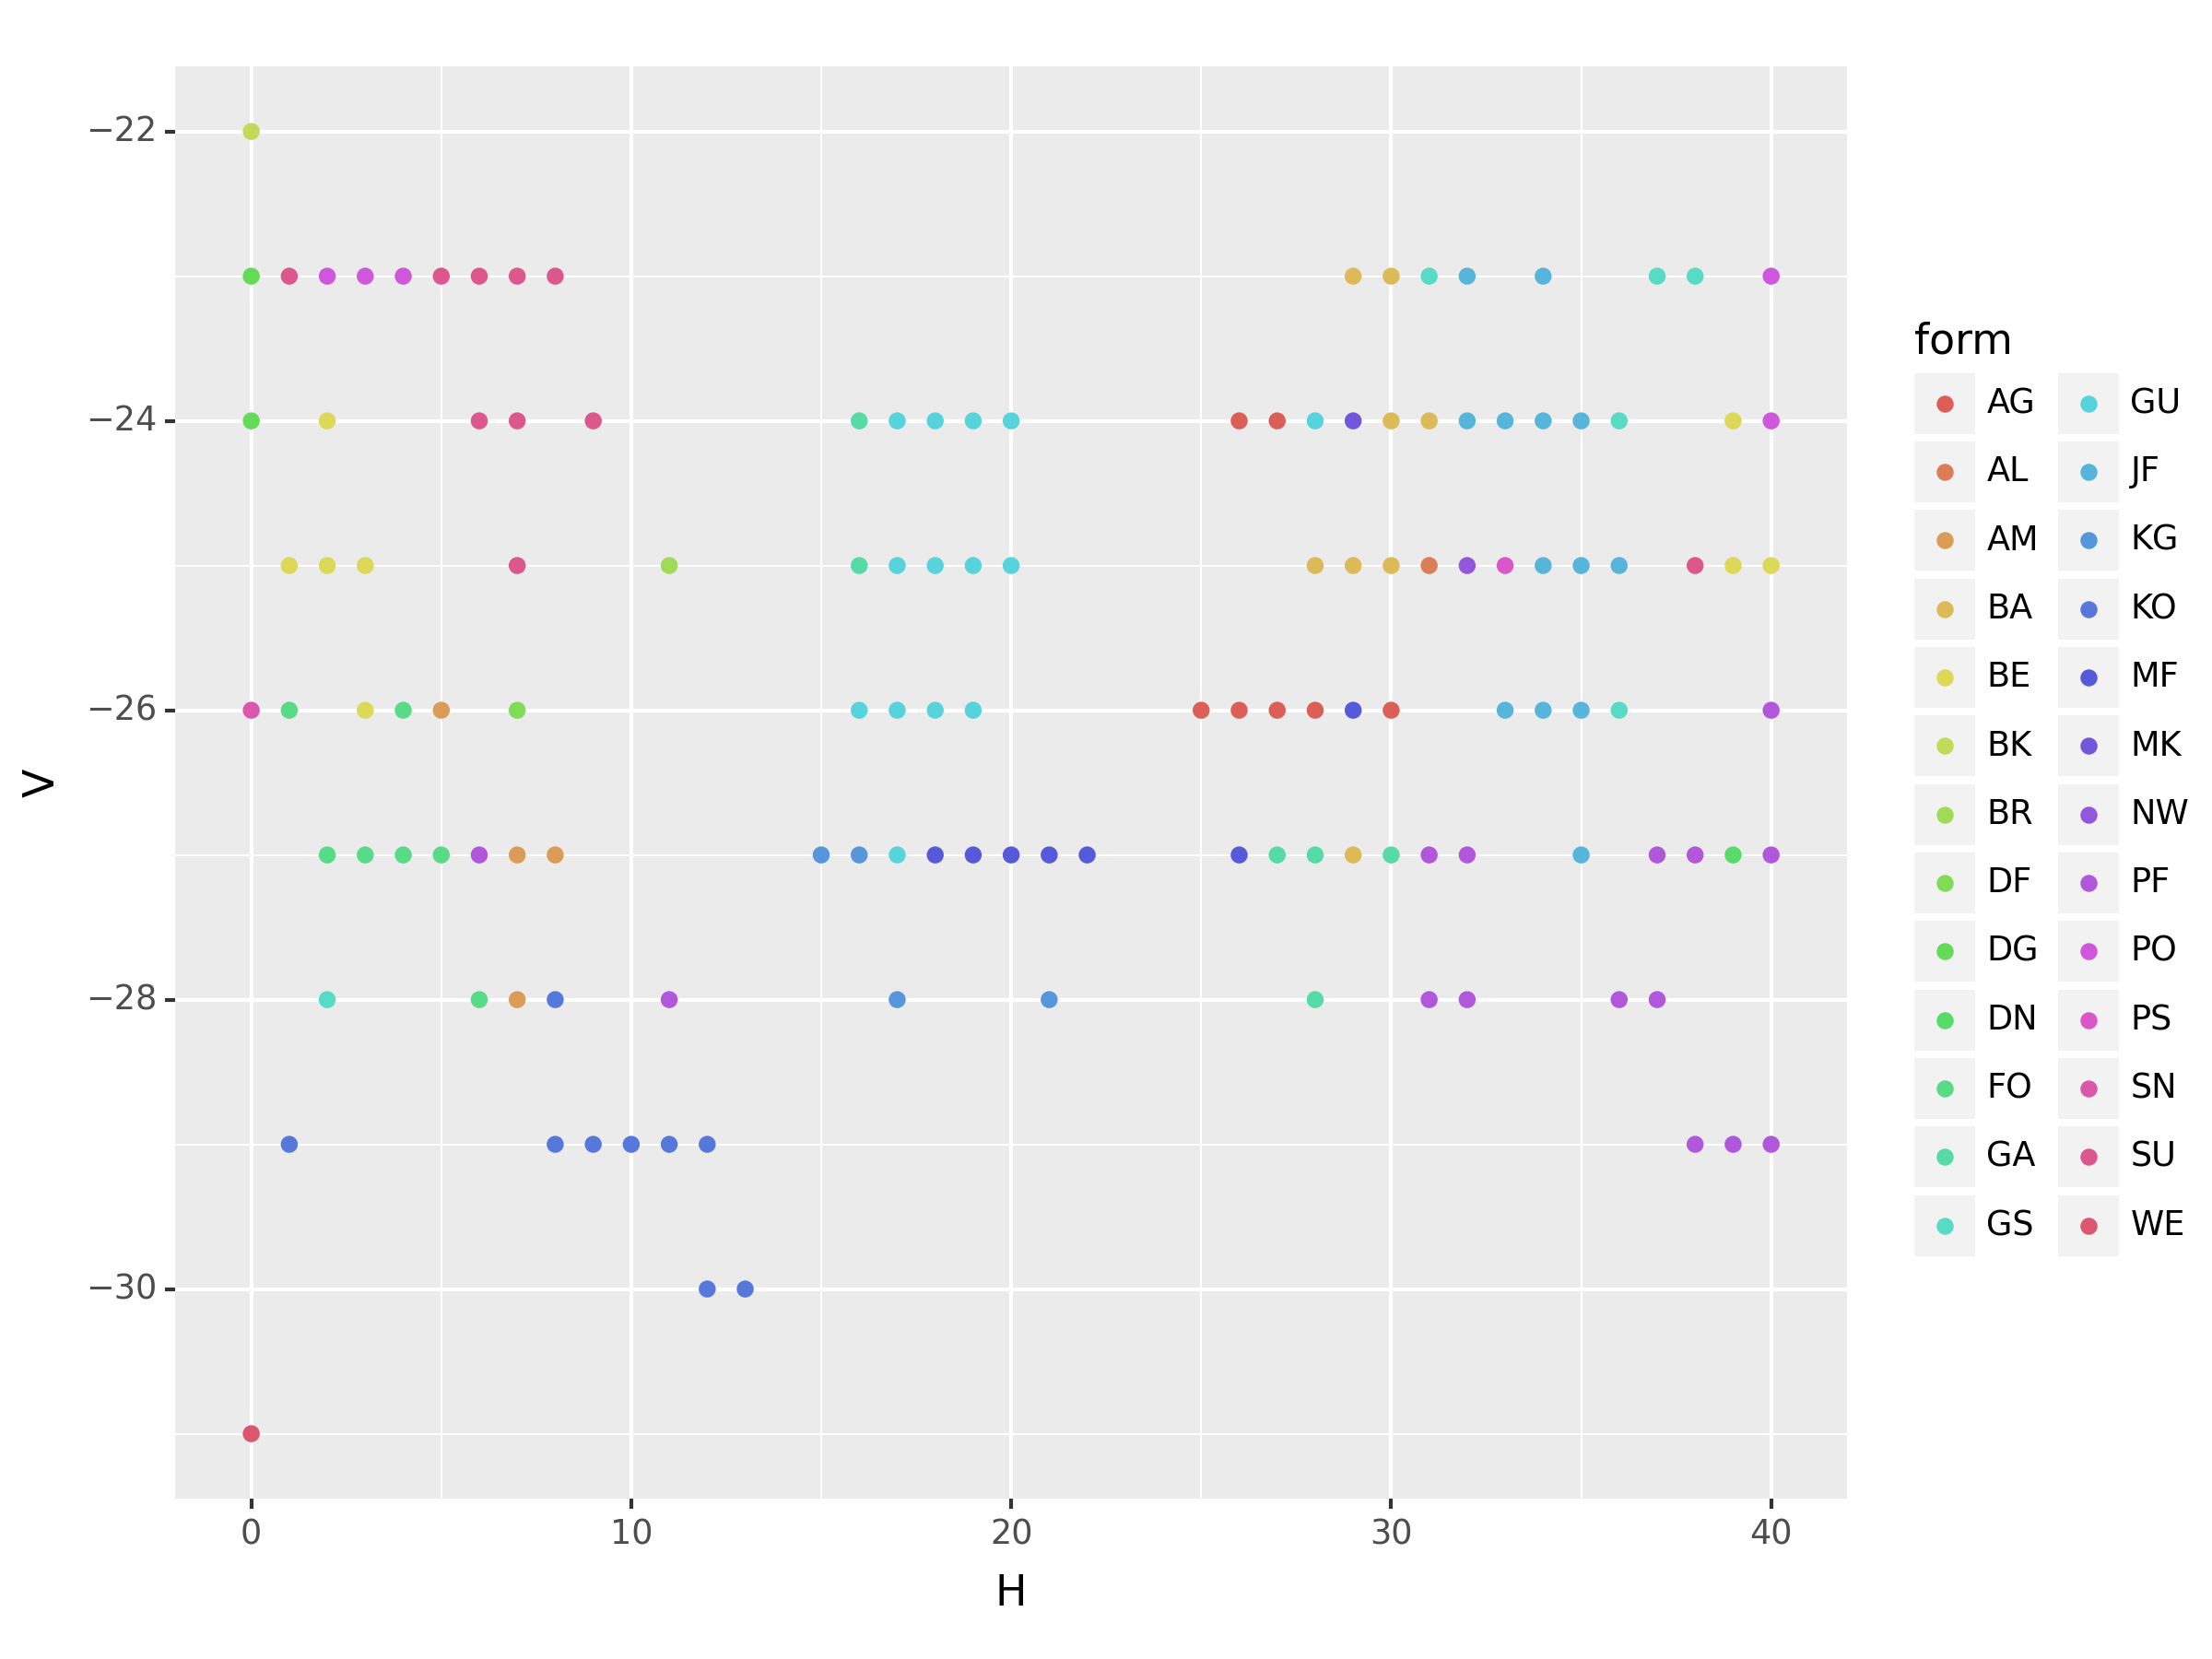 −22
−24
−26
−28
−30
V
0 10 20 30 40
H
form
AG GU
AL JF
AM KG
BA KO
BE MF
BK MK
BR NW
DF PF
DG PO
DN PS
FO SN
GA SU
GS WE